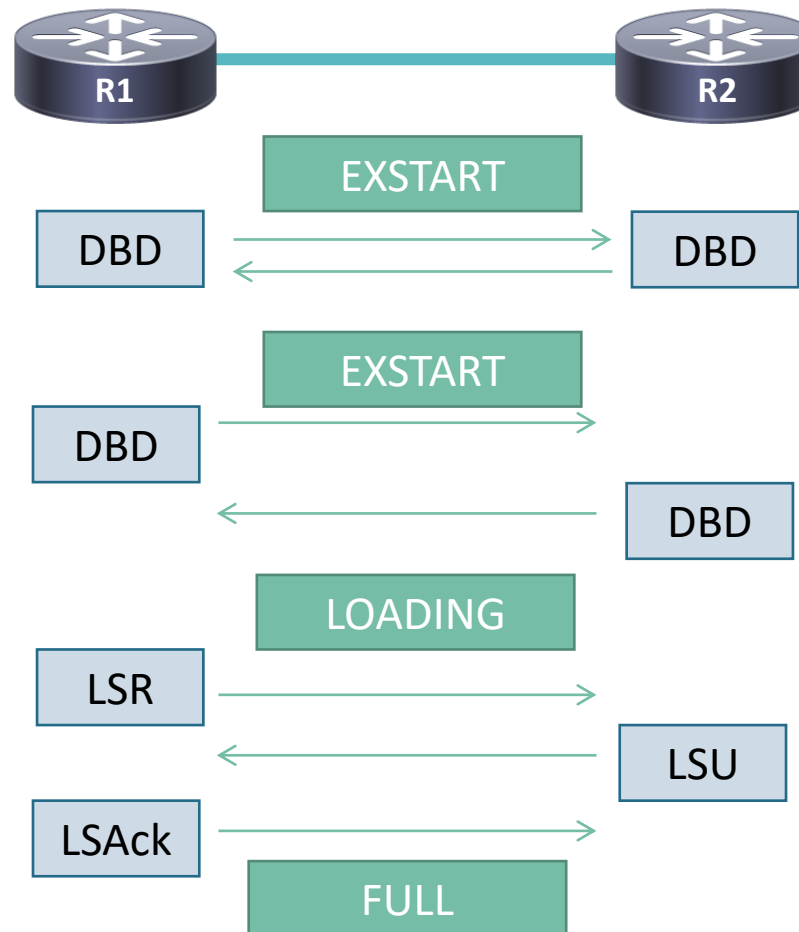 R1
R2
EXSTART
DBD
DBD
EXSTART
DBD
DBD
LOADING
LSR
LSU
LSAck
FULL